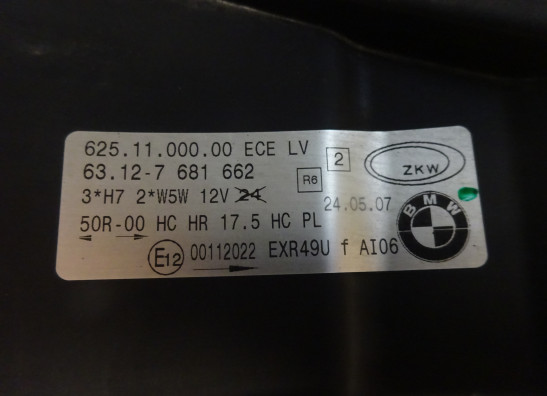 625.11.000.00 ECE LV 2 ZKW
63.12-7 681 662 R6
3*H7 2*W5W 12V 24 24.05.07
50R-00 HC HR 17.5 HC PL BMW
E12 00112022 EXR49U f AI06